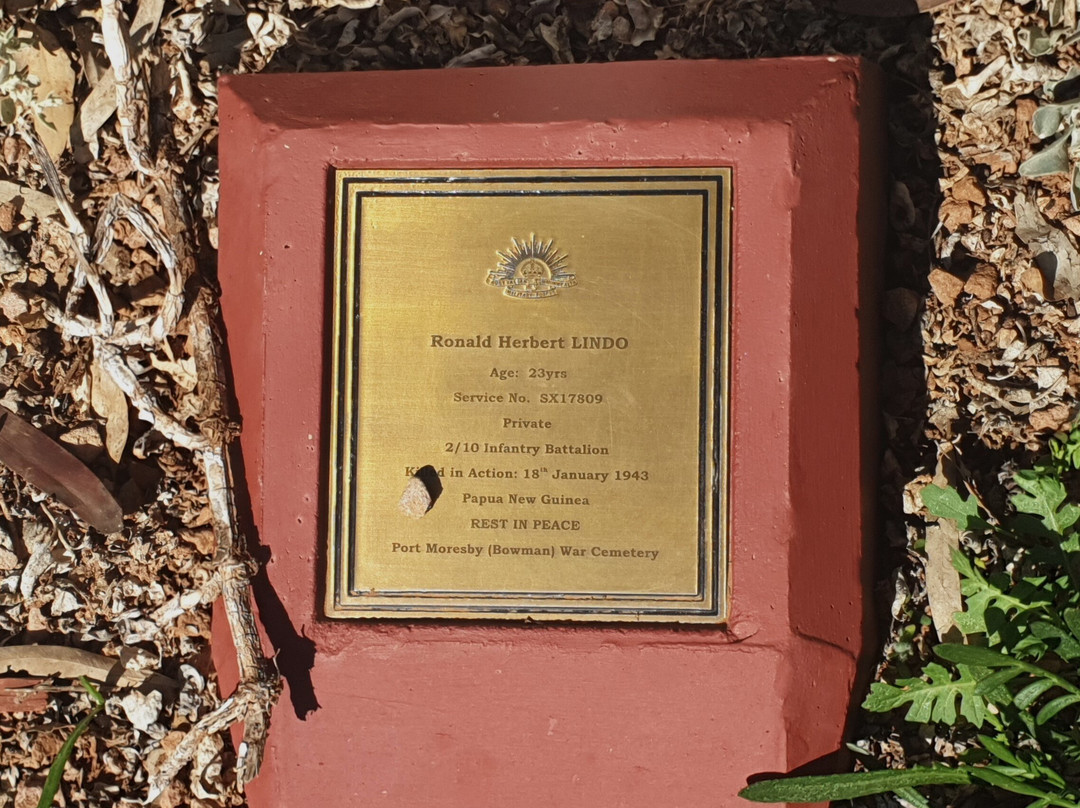 Ronald Herbert LINDO
Age: 23yrs
Service No. SX17809
Private
2/10 Infantry Battalion
in Action: 18th January 1943
Papua New Guinea
REST IN PEACE
Port Moresby (Bowman) War Cemetery